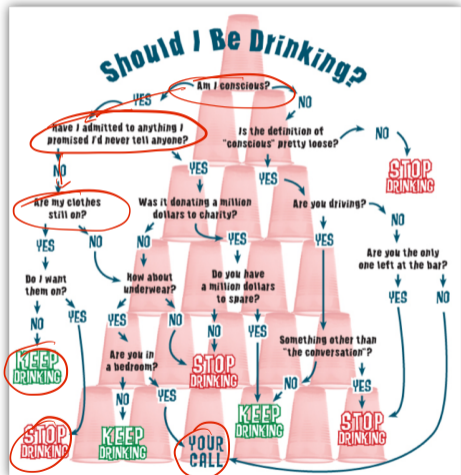 Should I Be Drinking?
Am I conscious?
YES
NO
Have I admitted to anything I
promised I'd never tell anyone?
Is the definition of
"conscious" pretty loose?
NO
NO
YES
YES
STOP
DRINKING
Are my clothes
still on?
Was it donating a million
dollars to charity?
Are you driving?
NO
YES
NO
NO
YES
YES
Are you the only
one left at the bar?
Do I want
them on?
How about
underwear?
Do you have
a million dollars
to spare?
YES
NO
NO
YES
YES
NO
NO
YES
Something other than
"the conversation"?
KEEP
DRINKING
Are you in
a bedroom?
STOP
DRINKING
NO
YES
NO
YES
STOP
DRINKING
KEEP
DRINKING
YOUR
CALL
KEEP
DRINKING
STOP
DRINKING